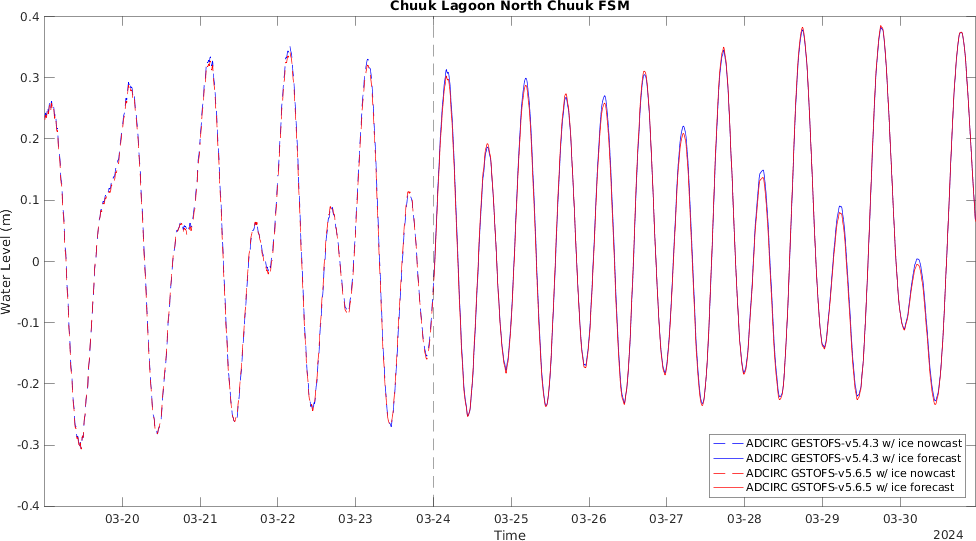 Chuuk Lagoon North Chuuk FSM
Water Level (m)
0.4
0.3
0.2
0.1
0
-0.1
-0.2
-0.3
-0.4
ADCIRC GESTOFS-v5.4.3 w/ ice nowcast
ADCIRC GESTOFS-v5.4.3 w/ ice forecast
ADCIRC GSTOFS-v5.6.5 w/ ice nowcast
ADCIRC GSTOFS-v5.6.5 w/ ice forecast
03-20 03-21 03-22 03-23 03-24 03-25 03-26 03-27 03-28 03-29 03-30
Time
2024